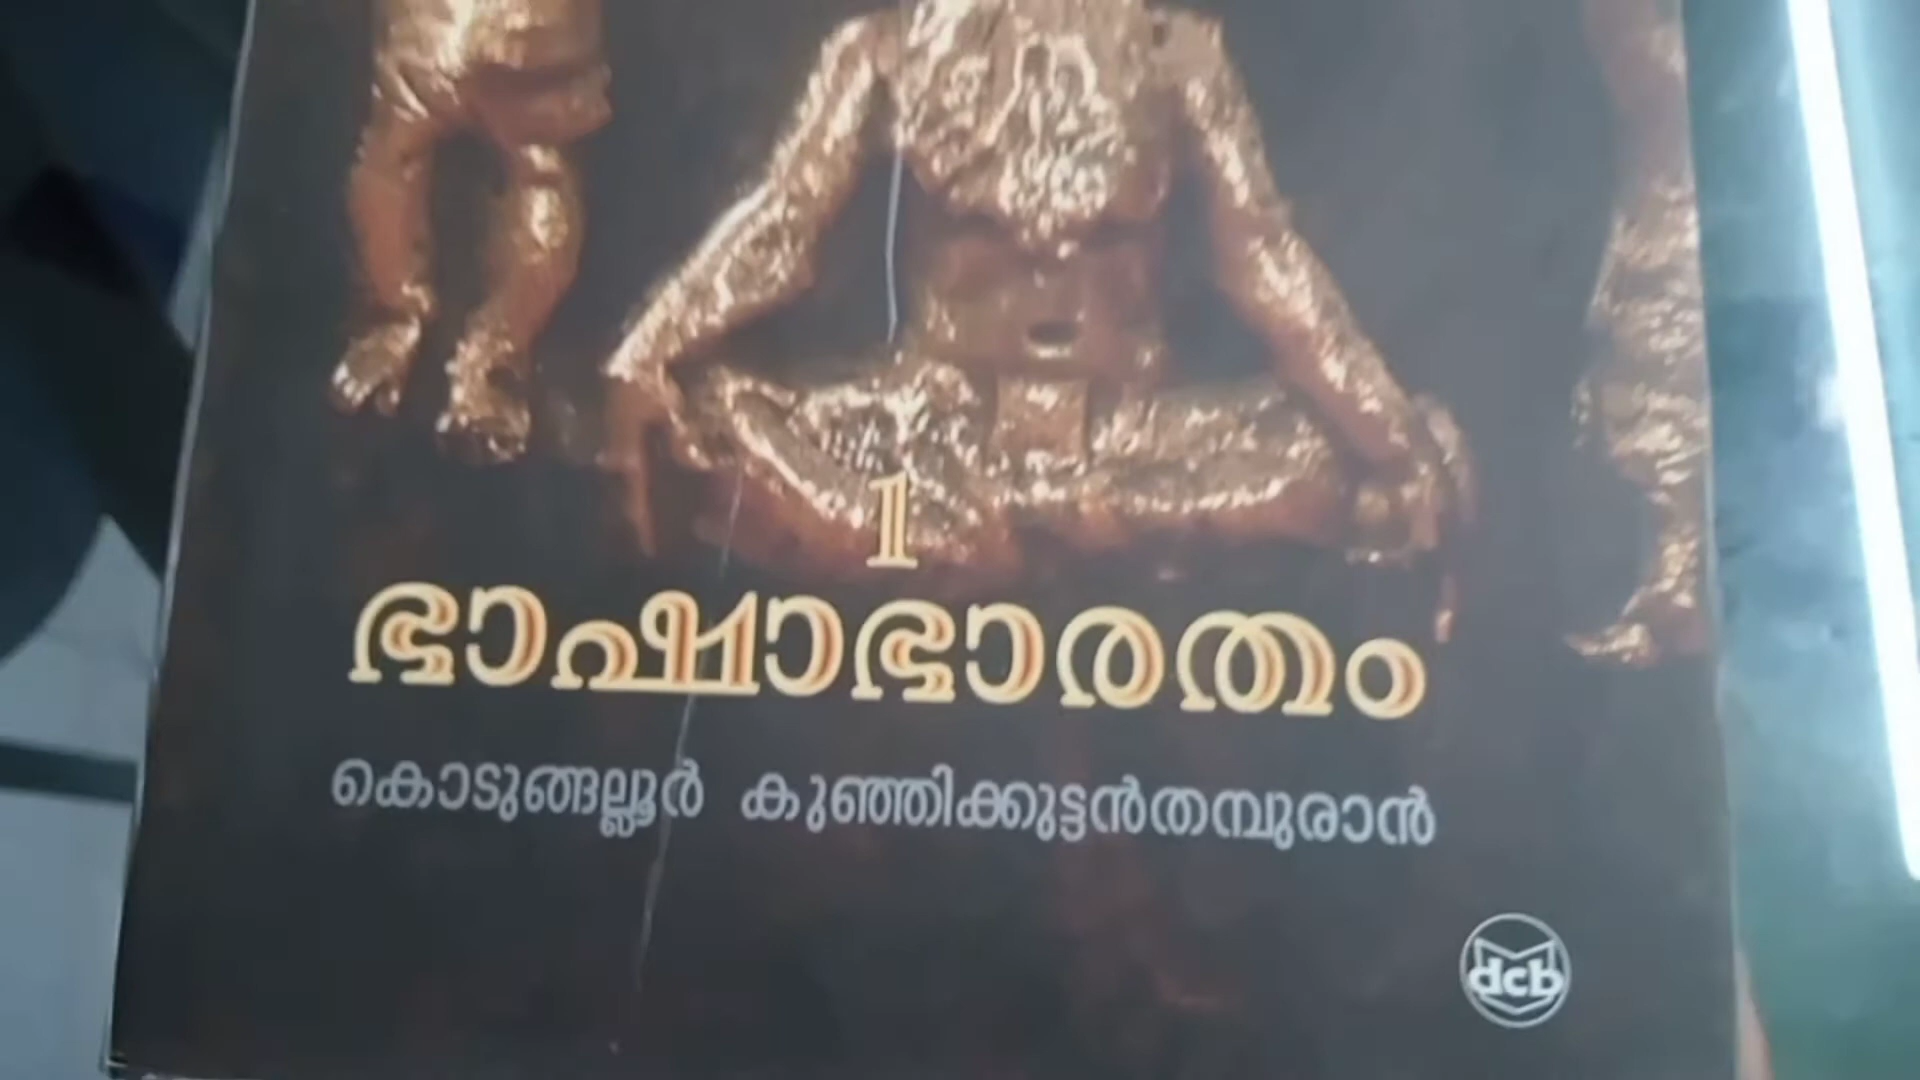 1
ഭാഷാഭാരതം
കൊടുങ്ങല്ലൂർ കുഞ്ഞിക്കുട്ടൻതമ്പുരാൻ
dcb